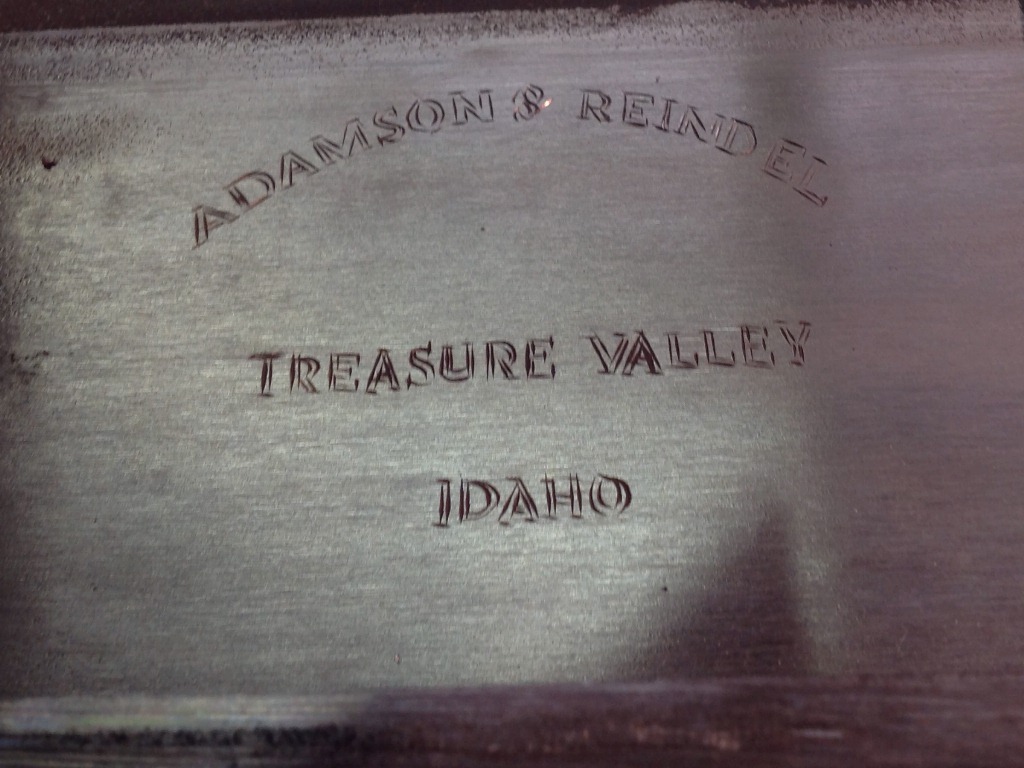 ADAMSON & REINDEL
TREASURE VALLEY
IDAHO